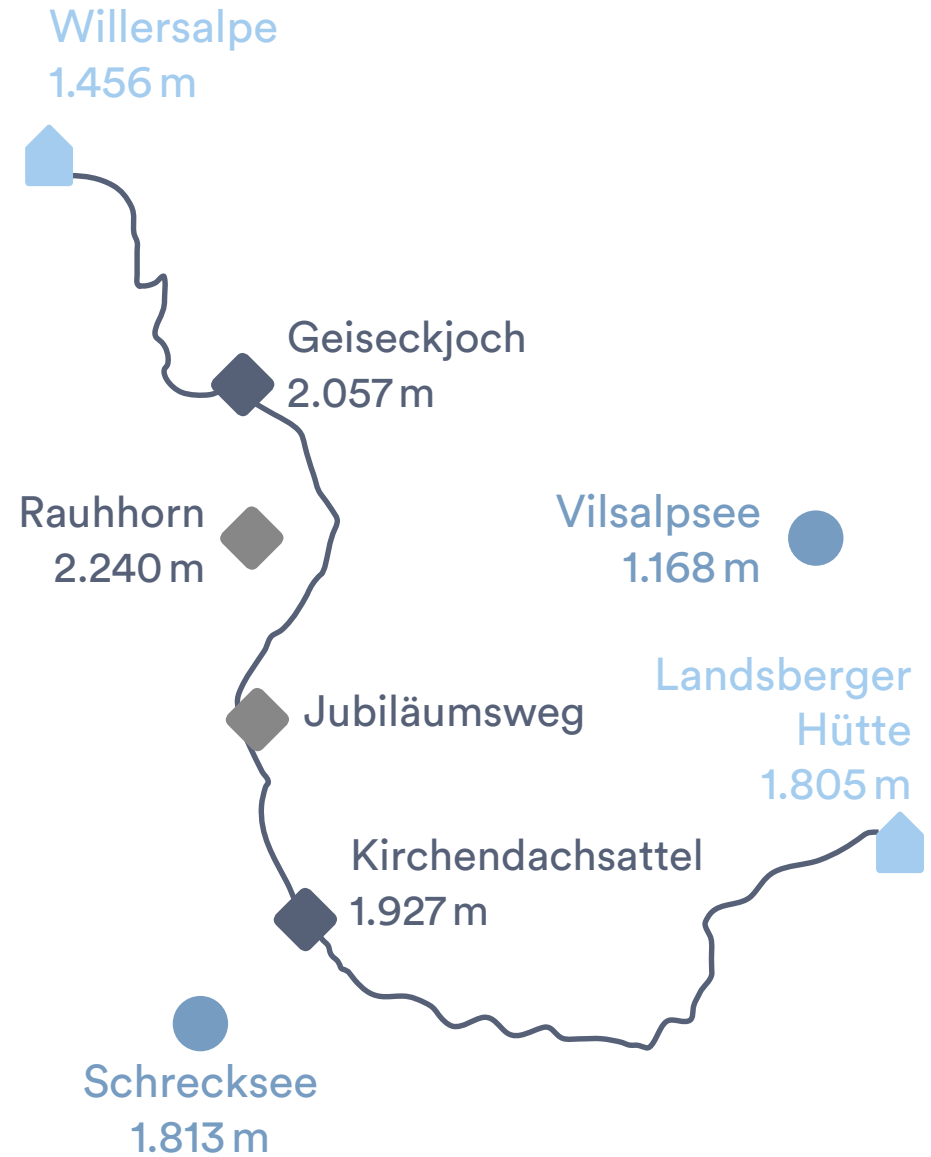 Willersalpe
1.456 m
Geiseckjoch
2.057 m
Rauhhorn
2.240 m
Vilsalpsee
1.168 m
Landsberger
Hütte
1.805 m
Jubiläumsweg
Kirchendachsattel
1.927 m
Schrecksee
1.813 m